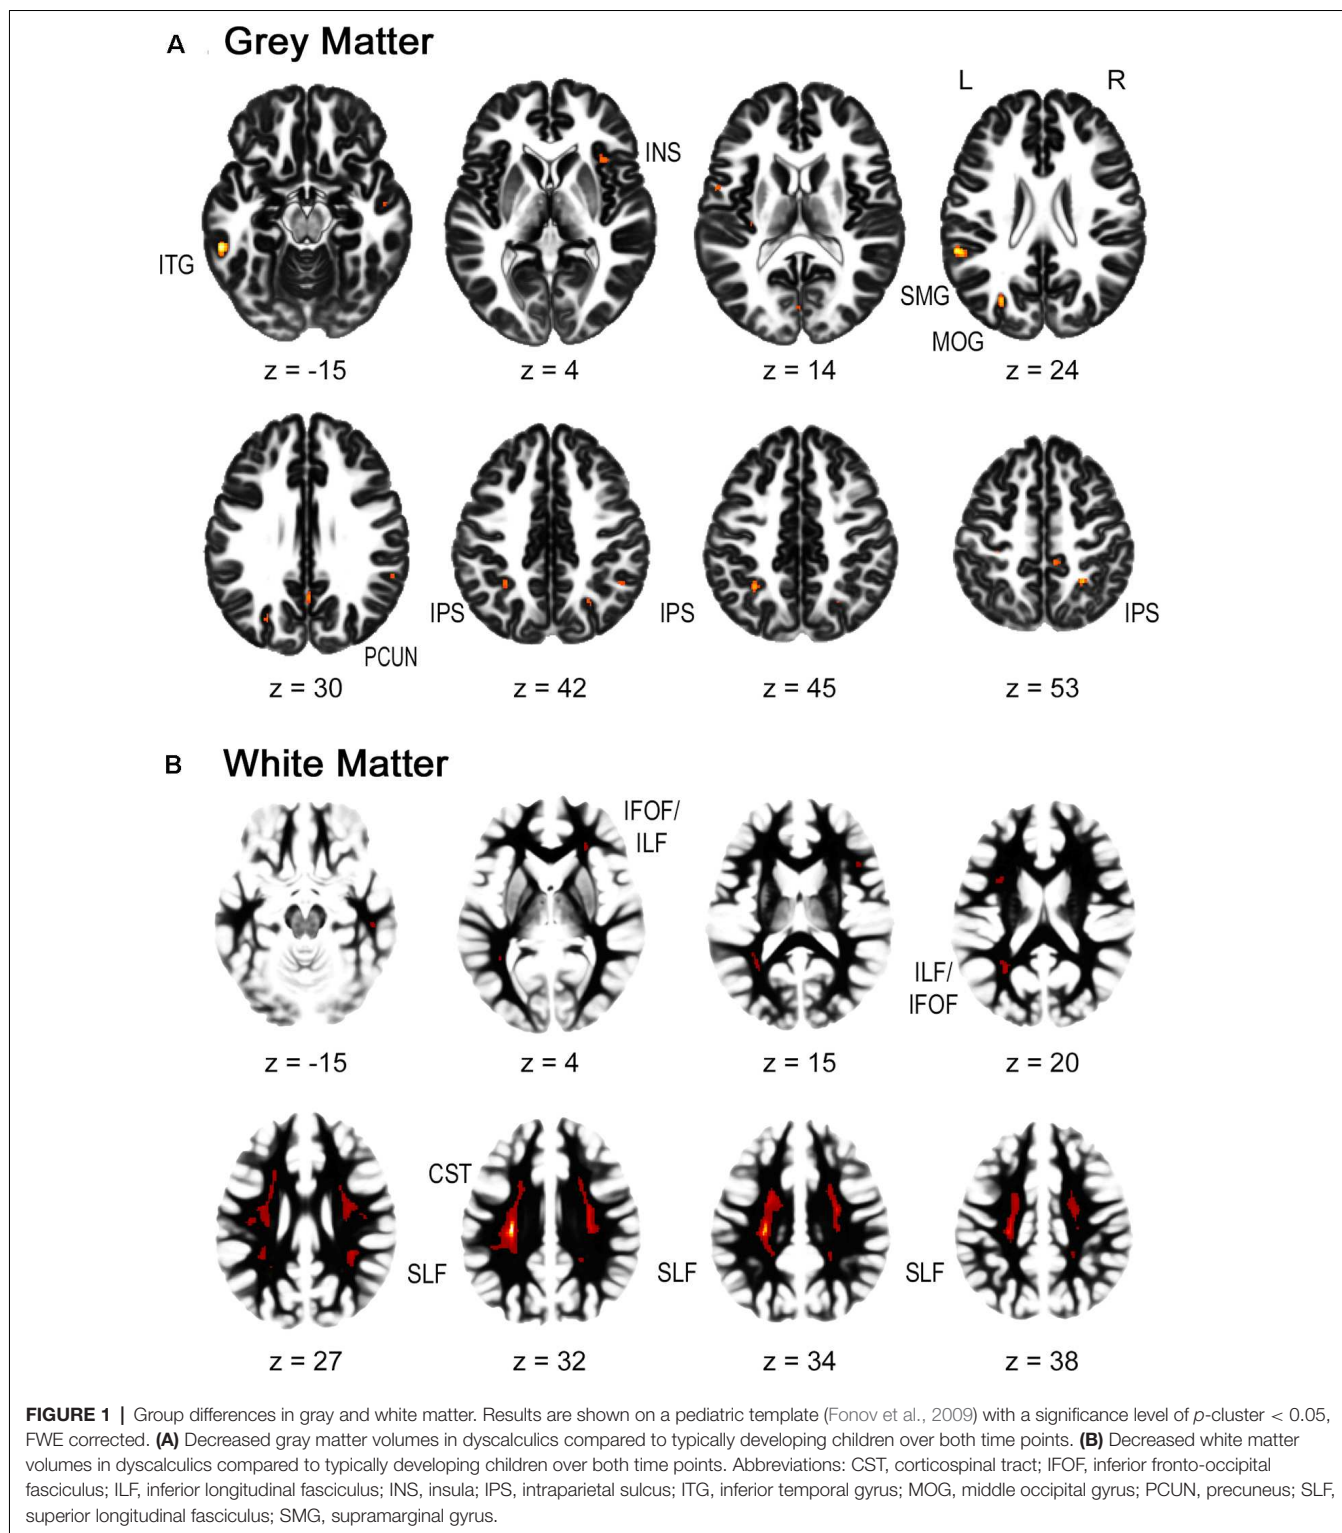 A Grey Matter
L R
INS
ITG
SMG
MOG
z = -15 z = 4 z = 14 z = 24
IPS IPS IPS
PCUN
z = 30 z = 42 z = 45 z = 53
B White Matter
IFOF/
ILF
ILF/
IFOF
z = -15 z = 4 z = 15 z = 20
CST
SLF SLF SLF
z = 27 z = 32 z = 34 z = 38
FIGURE 1 | Group differences in gray and white matter. Results are shown on a pediatric template (Fonov et al., 2009) with a significance level of p-cluster < 0.05,
FWE corrected. (A) Decreased gray matter volumes in dyscalculics compared to typically developing children over both time points. (B) Decreased white matter
volumes in dyscalculics compared to typically developing children over both time points. Abbreviations: CST, corticospinal tract; IFOF, inferior fronto-occipital
fasciculus; ILF, inferior longitudinal fasciculus; INS, insula; IPS, intraparietal sulcus; ITG, inferior temporal gyrus; MOG, middle occipital gyrus; PCUN, precuneus; SLF,
superior longitudinal fasciculus; SMG, supramarginal gyrus.